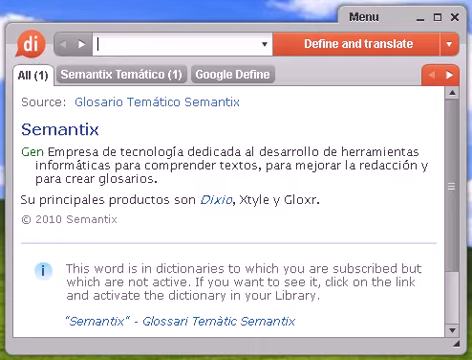 Menu
di
Define and translate
All (1)
Semantix Temático (1)
Google Define
Source: Glosario Temático Semantix
Semantix
Gen Empresa de tecnología dedicada al desarrollo de herramientas
informáticas para comprender textos, para mejorar la redacción y
para crear glosarios.
Su principales productos son Dixio, Xtyle y Gloxr.
© 2010 Semantix
i
This word is in dictionaries to which you are subscribed but
which are not active. If you want to see it, click on the link
and activate the dictionary in your Library.
"Semantix" - Glossari Temàtic Semantix